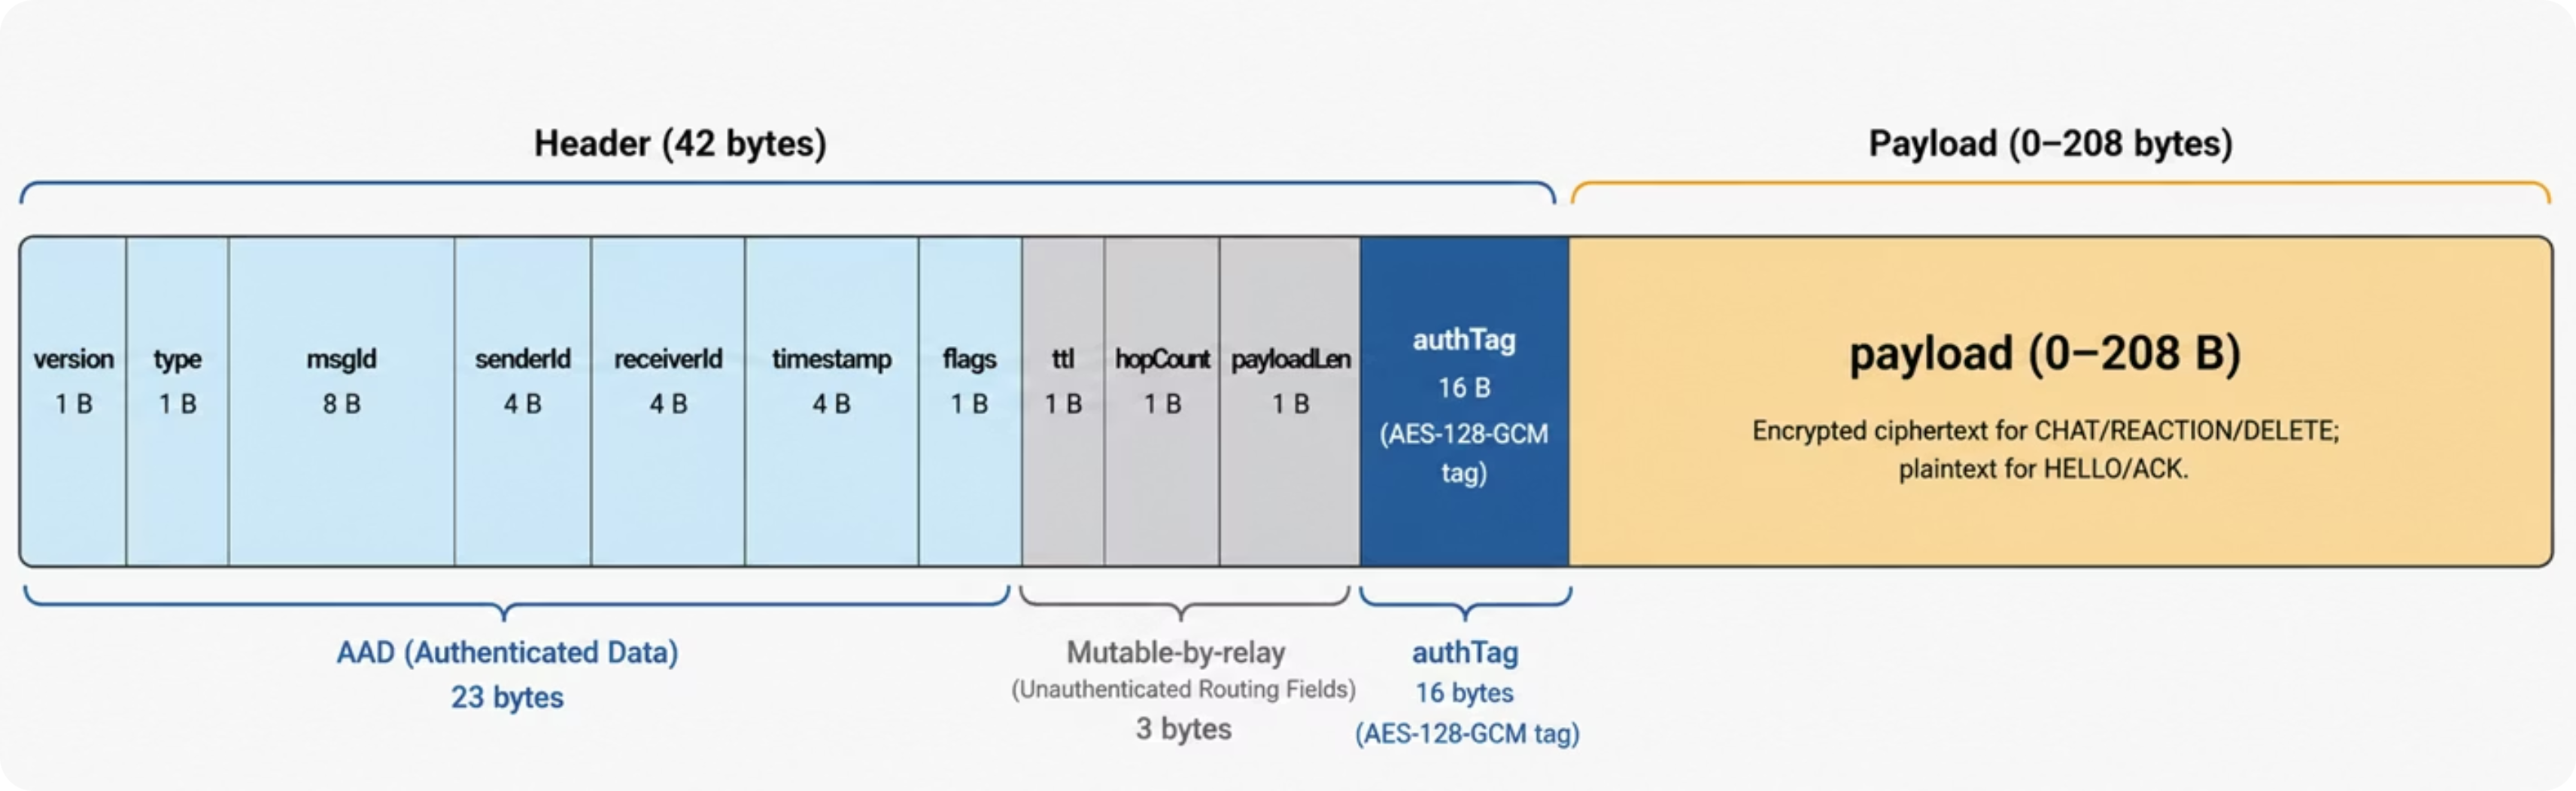 Header (42 bytes)
Payload (0–208 bytes)
version
1 B
type
1 B
msgId
8 B
senderId
4 B
receiverId
4 B
timestamp
4 B
flags
1 B
ttl
1 B
hopCount
1 B
payloadLen
1 B
authTag
16 B
(AES-128-GCM
tag)
payload (0–208 B)
Encrypted ciphertext for CHAT/REACTION/DELETE;
plaintext for HELLO/ACK.
AAD (Authenticated Data)
23 bytes
Mutable-by-relay
(Unauthenticated Routing Fields)
3 bytes
authTag
16 bytes
(AES-128-GCM tag)